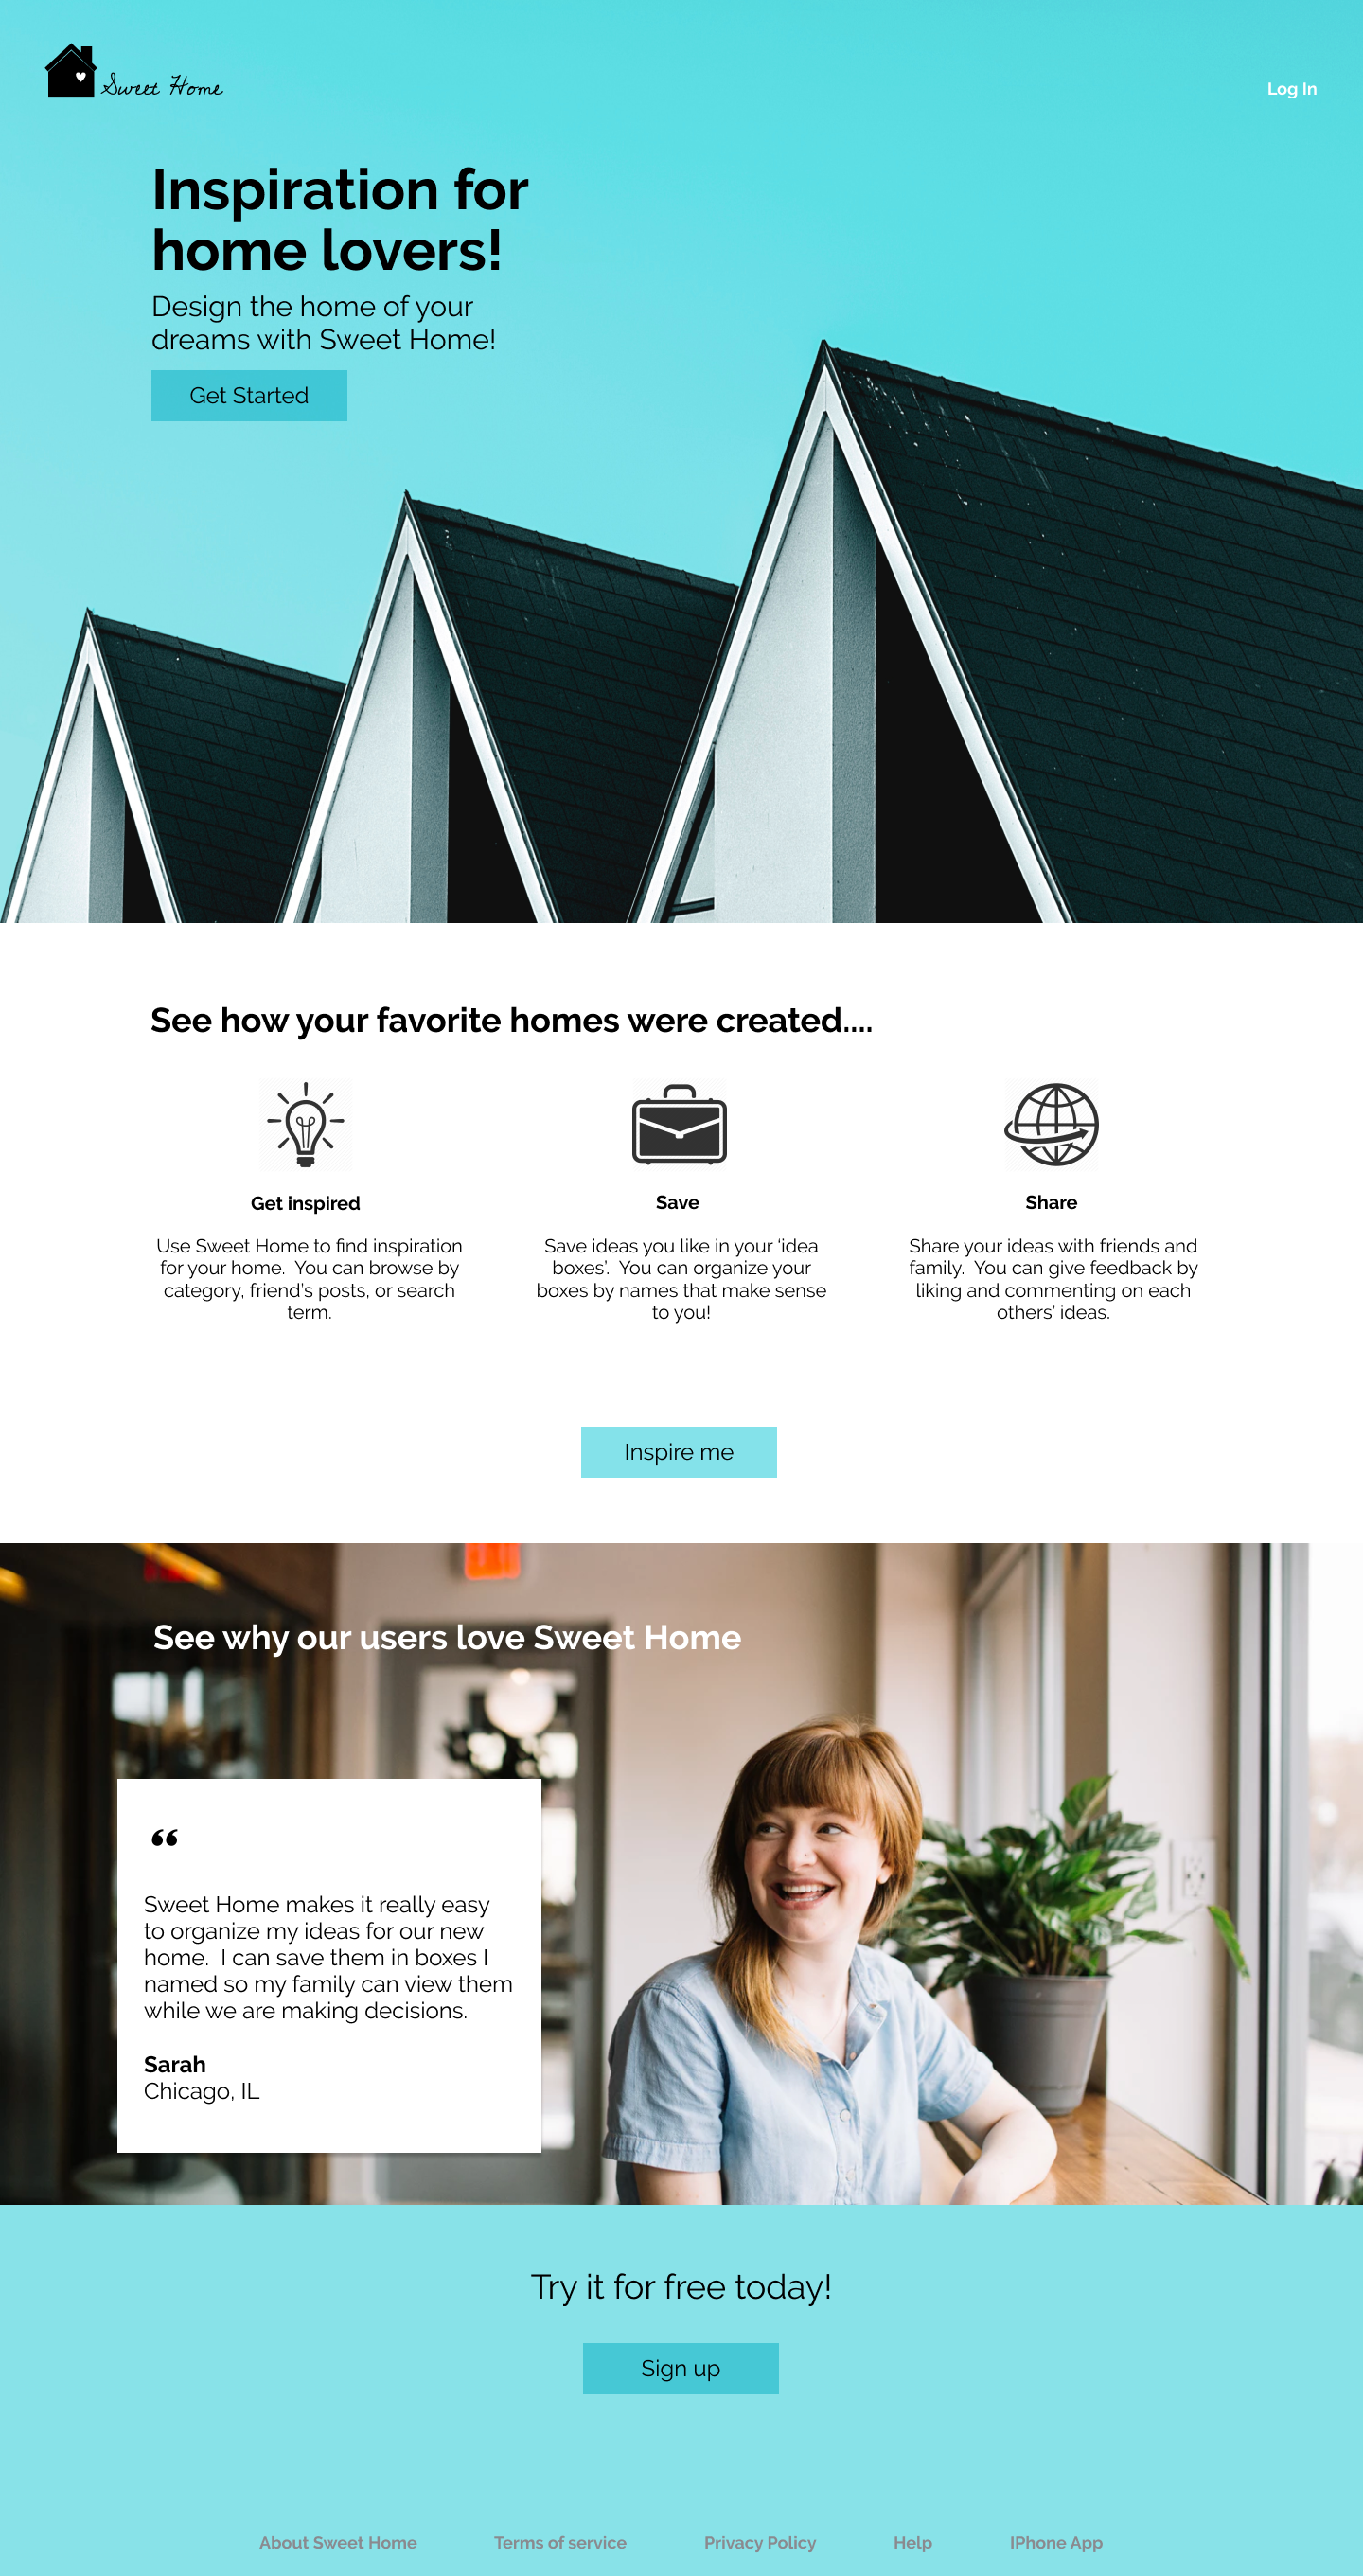 Sweet Home
Log In
Inspiration for
home lovers!
Design the home of your
dreams with Sweet Home!
Get Started
See how your favorite homes were created....
Get inspired
Use Sweet Home to find inspiration
for your home.  You can browse by
category, friend's posts, or search
term.
Save
Save ideas you like in your ‘idea
boxes’.  You can organize your
boxes by names that make sense
to you!
Share
Share your ideas with friends and
family.  You can give feedback by
liking and commenting on each
others’ ideas.
Inspire me
See why our users love Sweet Home
“
Sweet Home makes it really easy
to organize my ideas for our new
home.  I can save them in boxes I
named so my family can view them
while we are making decisions.
Sarah
Chicago, IL
Try it for free today!
Sign up
About Sweet Home
Terms of service
Privacy Policy
Help
IPhone App